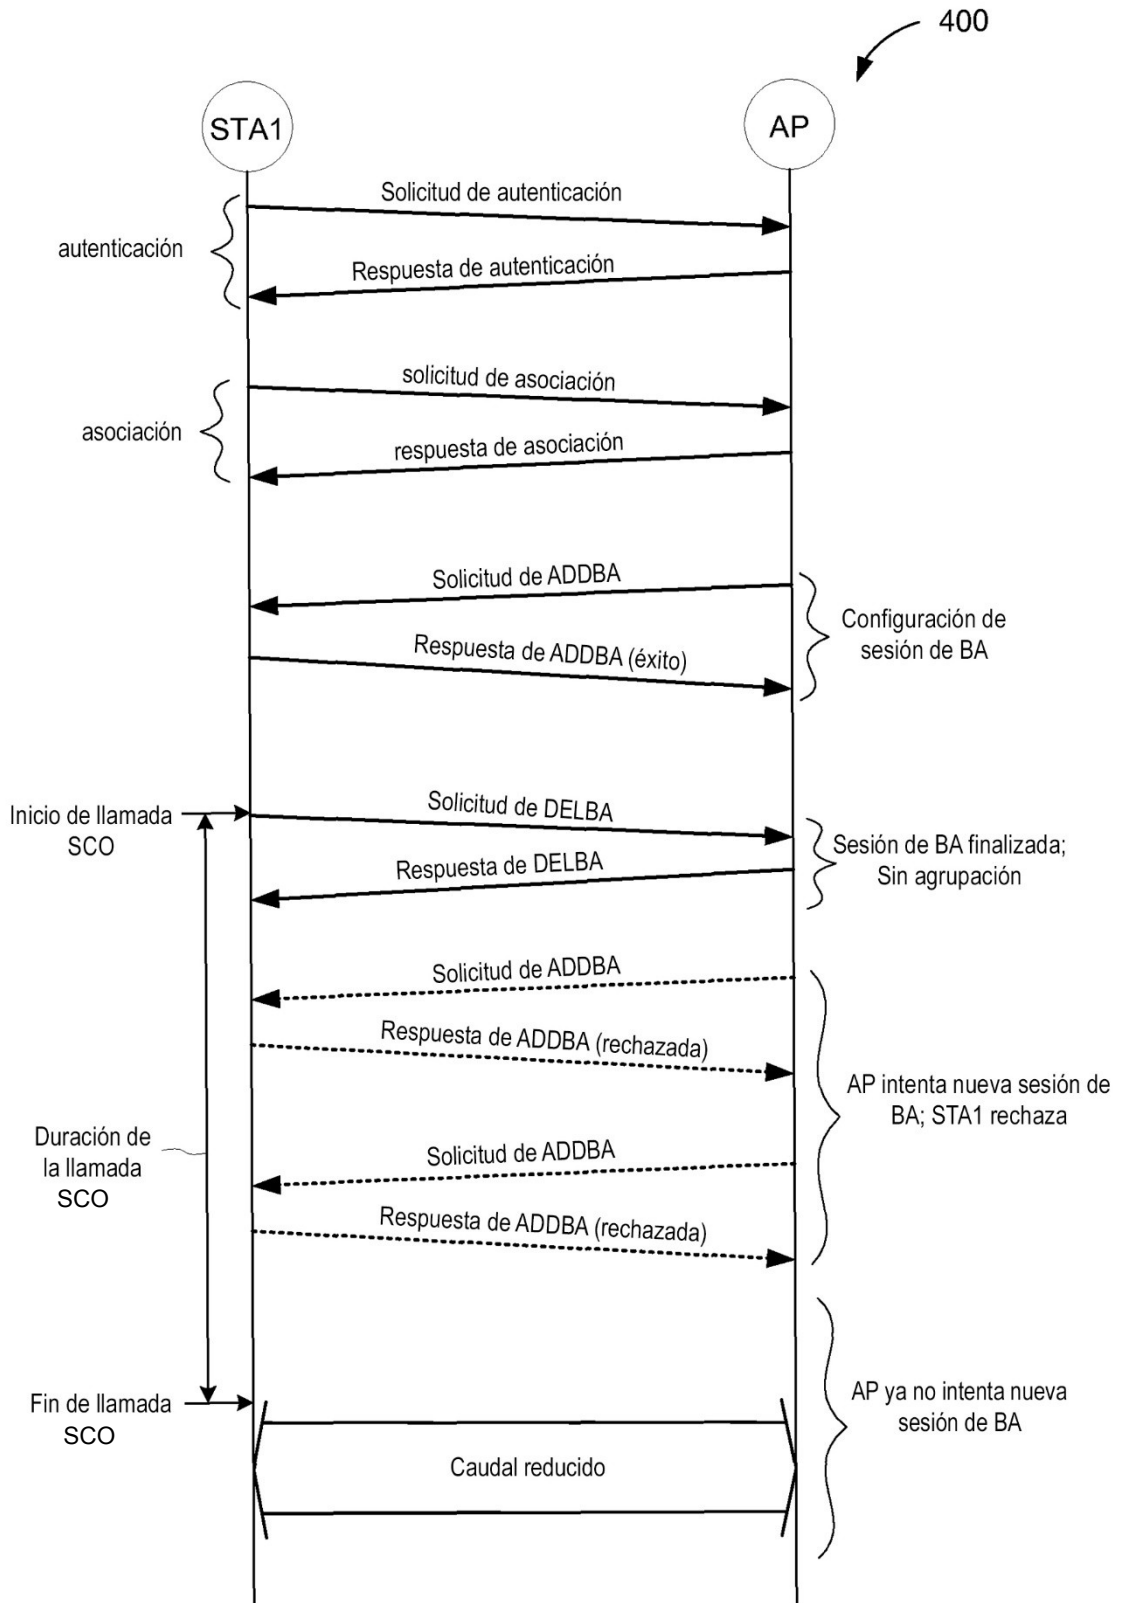 400
STA1
AP
Solicitud de autenticación
autenticación
Respuesta de autenticación
solicitud de asociación
asociación
respuesta de asociación
Solicitud de ADDBA
Configuración de
sesión de BA
Respuesta de ADDBA (éxito)
Inicio de llamada
SCO
Solicitud de DELBA
Sesión de BA finalizada;
Sin agrupación
Respuesta de DELBA
Solicitud de ADDBA
Respuesta de ADDBA (rechazada)
AP intenta nueva sesión de
BA; STA1 rechaza
Duración de
la llamada
SCO
Solicitud de ADDBA
Respuesta de ADDBA (rechazada)
Fin de llamada
SCO
AP ya no intenta nueva
sesión de BA
Caudal reducido